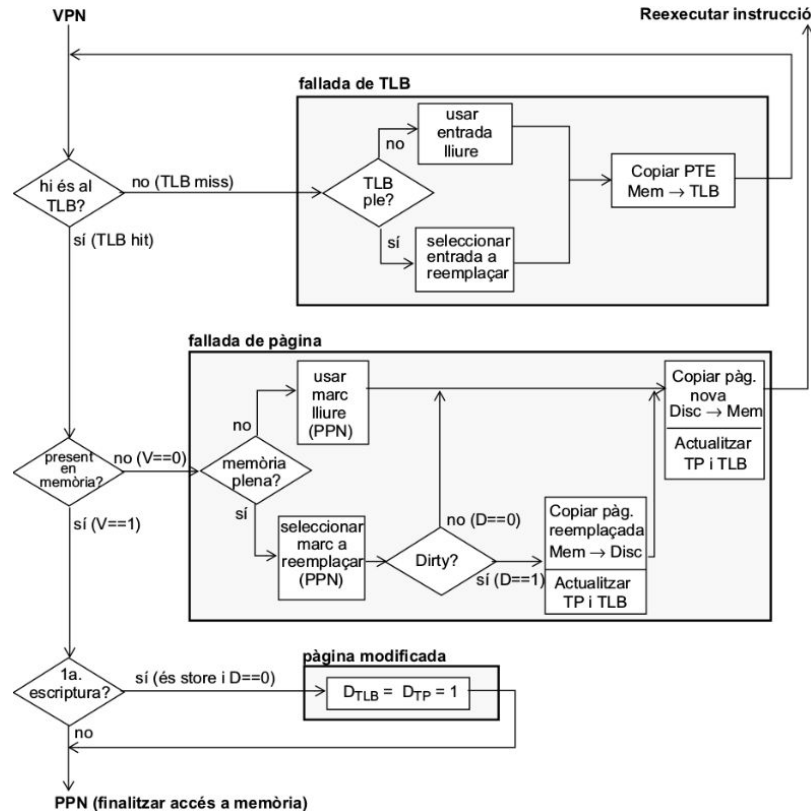 VPN
Reexecutar instrucció
fallada de TLB
usar
entrada
lliure
no
hi és al
TLB?
no (TLB miss)
TLB
ple?
Copiar PTE
Mem → TLB
sí (TLB hit)
sí
seleccionar
entrada a
reemplaçar
fallada de pàgina
usar
marc
lliure
(PPN)
Copiar pàg.
nova
Disc → Mem
Actualitzar
TP i TLB
no
present
en
memòria?
no (V==0)
memòria
plena?
sí (V==1)
sí
seleccionar
marc a
reemplaçar
(PPN)
no (D==0)
Dirty?
sí (D==1)
Copiar pàg.
reemplaçada
Mem → Disc
Actualitzar
TP i TLB
pàgina modificada
1a.
escriptura?
sí (és store i D==0)
DTLB = DTP = 1
no
PPN (finalitzar accés a memòria)